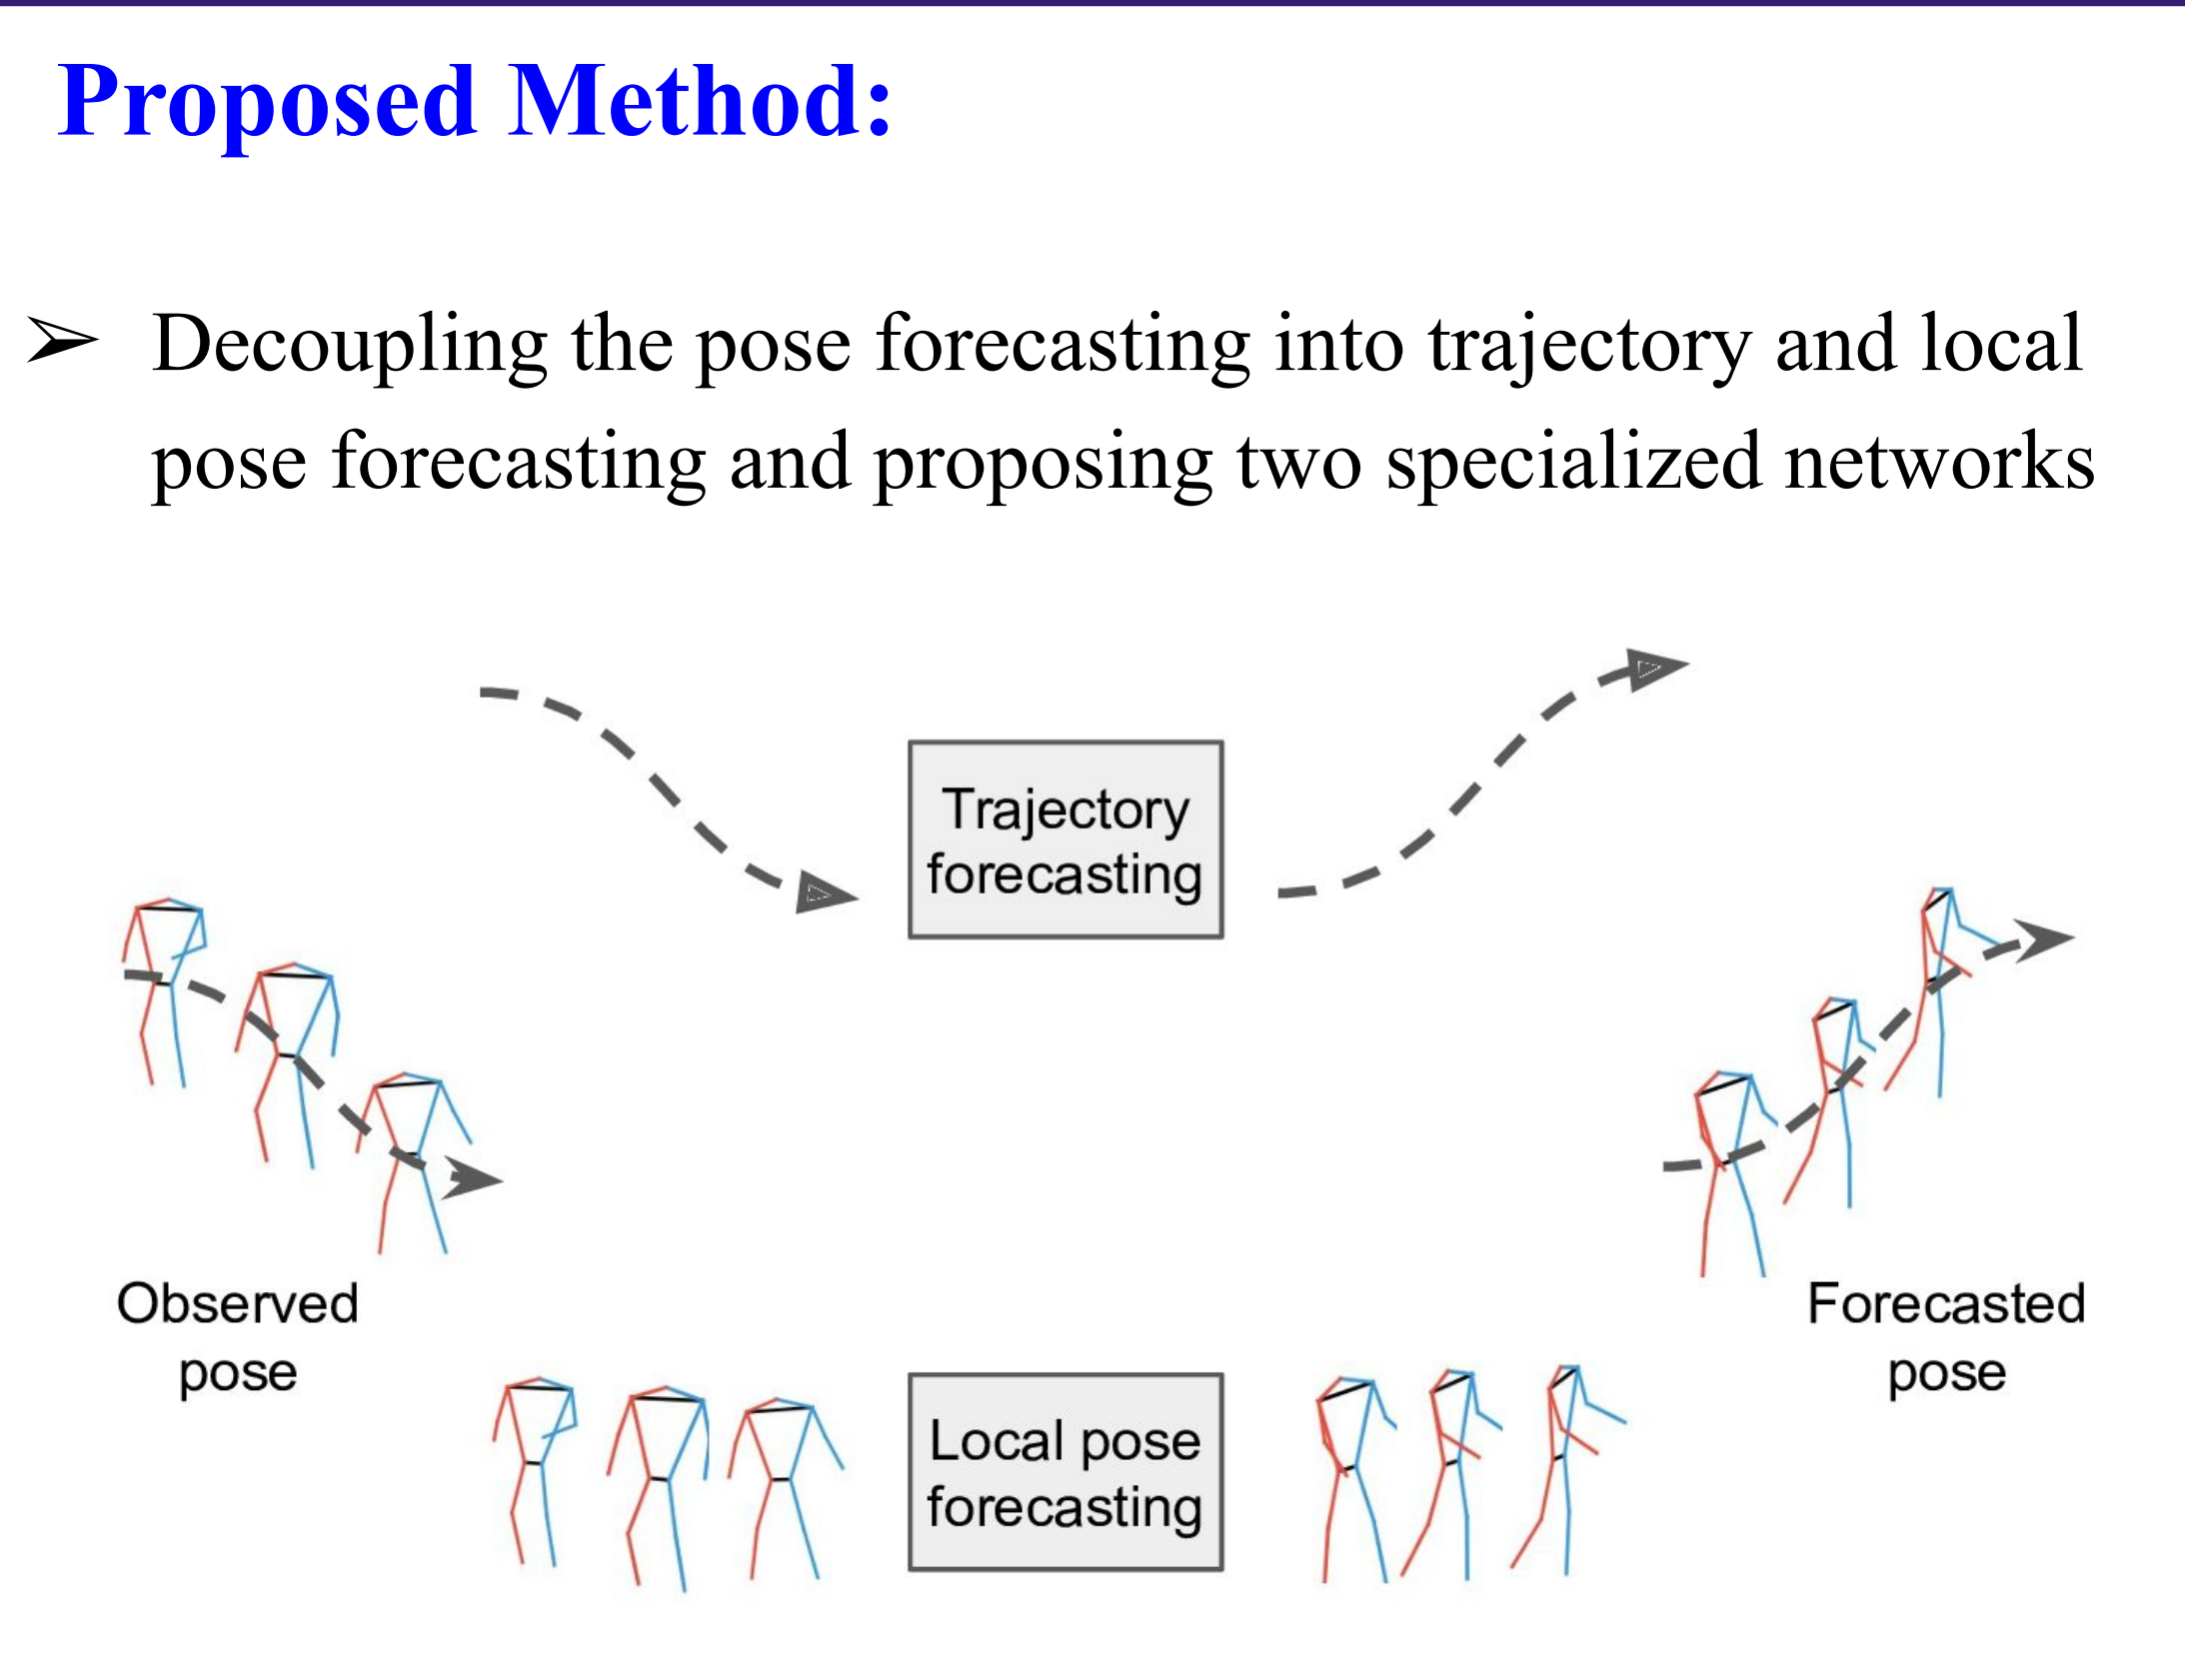 Proposed Method:
➢ Decoupling the pose forecasting into trajectory and local
pose forecasting and proposing two specialized networks
Trajectory
forecasting
Observed
pose
Forecasted
pose
Local pose
forecasting